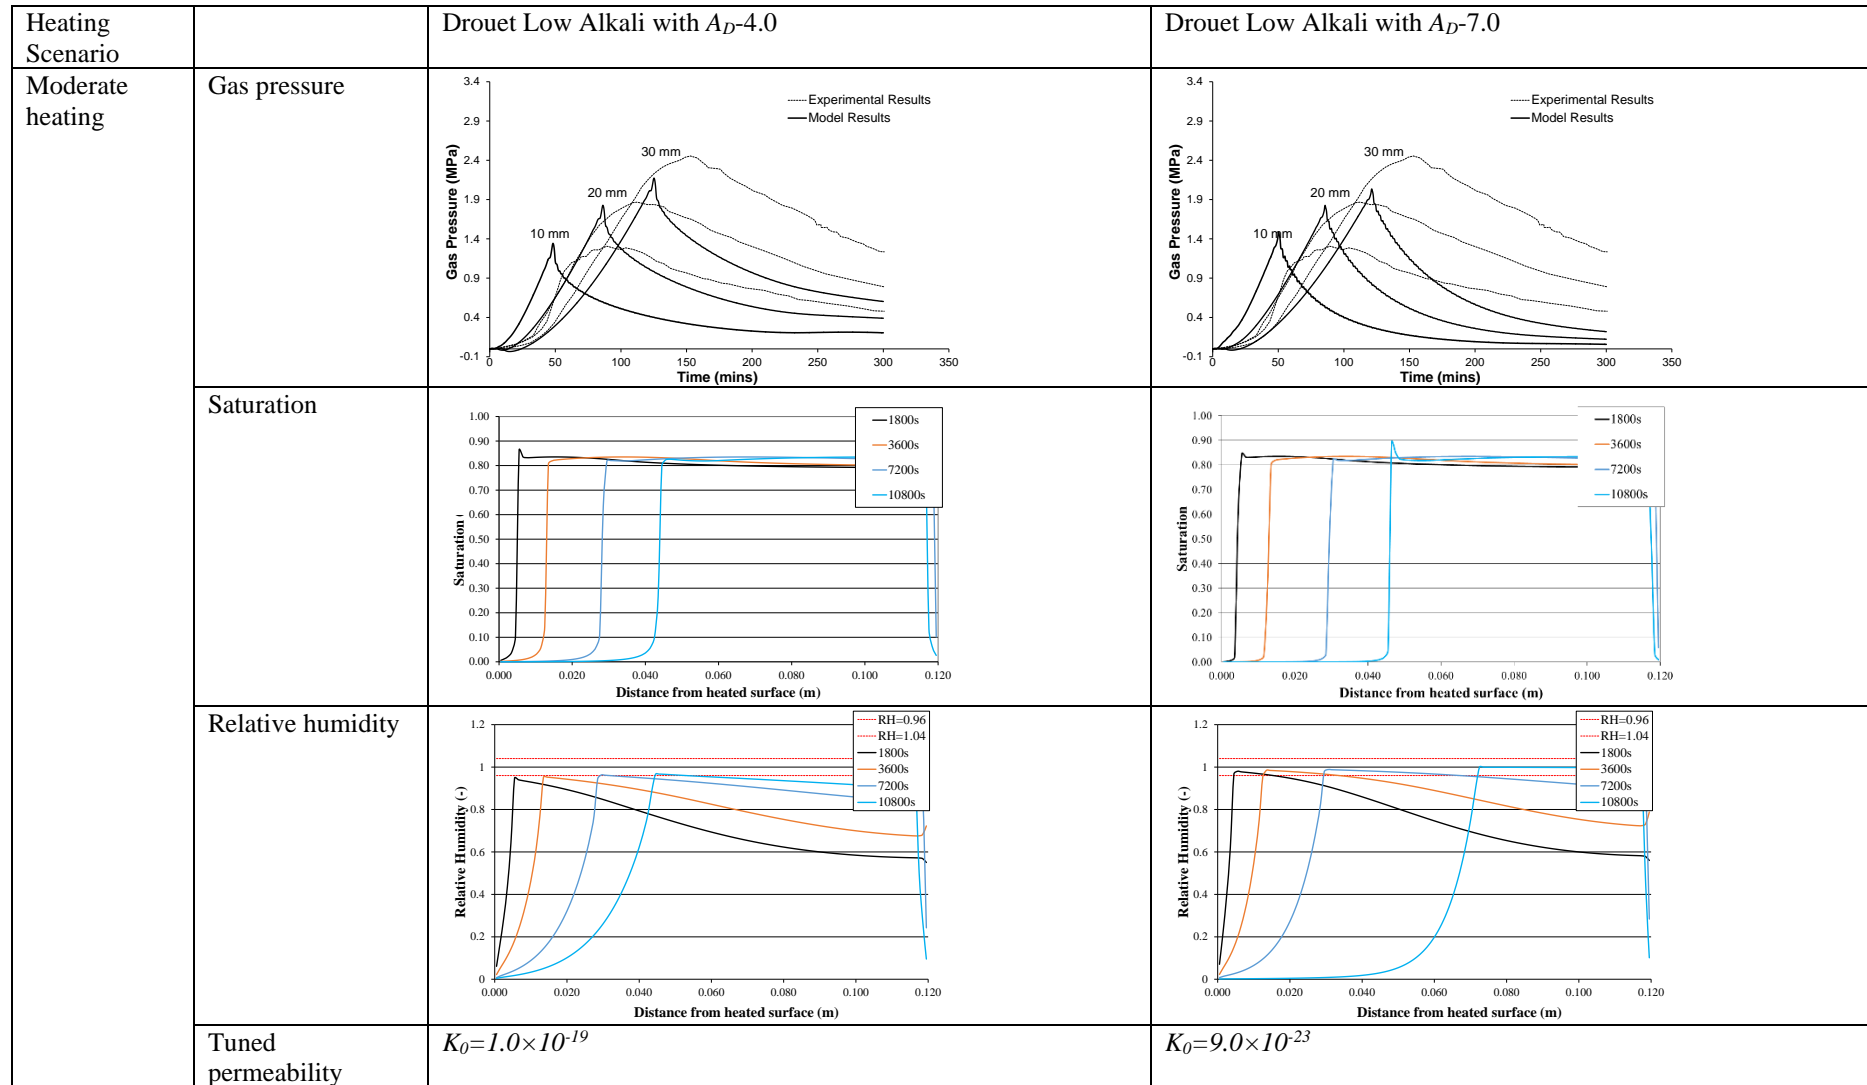 Heating
Scenario
Drouet Low Alkali with A_D-4.0
Drouet Low Alkali with A_D-7.0
Moderate
heating
Gas pressure
3.4
2.9
2.4
1.9
1.4
0.9
0.4
-0.1
Gas Pressure (MPa)
Experimental Results
Model Results
30 mm
20 mm
10 mm
0 50 100 150 200 250 300 350
Time (mins)
3.4
2.9
2.4
1.9
1.4
0.9
0.4
-0.1
Gas Pressure (MPa)
Experimental Results
Model Results
30 mm
20 mm
10 mm
0 50 100 150 200 250 300 350
Time (mins)
Saturation
1.00
0.90
0.80
0.70
0.60
0.50
0.40
0.30
0.20
0.10
0.00
Saturation (
1800s
3600s
7200s
10800s
0.000 0.020 0.040 0.060 0.080 0.100 0.120
Distance from heated surface (m)
1.00
0.90
0.80
0.70
0.60
0.50
0.40
0.30
0.20
0.10
0.00
Saturation
1800s
3600s
7200s
10800s
0.000 0.020 0.040 0.060 0.080 0.100 0.120
Distance from heated surface (m)
Relative humidity
1.2
1
0.8
0.6
0.4
0.2
0
Relative Humidity (-)
RH=0.96
RH=1.04
1800s
3600s
7200s
10800s
0.000 0.020 0.040 0.060 0.080 0.100 0.120
Distance from heated surface (m)
1.2
1
0.8
0.6
0.4
0.2
0
Relative Humidity (-)
RH=0.96
RH=1.04
1800s
3600s
7200s
10800s
0.000 0.020 0.040 0.060 0.080 0.100 0.120
Distance from heated surface (m)
Tuned
permeability
K₀=1.0×10⁻¹⁹
K₀=9.0×10⁻²³